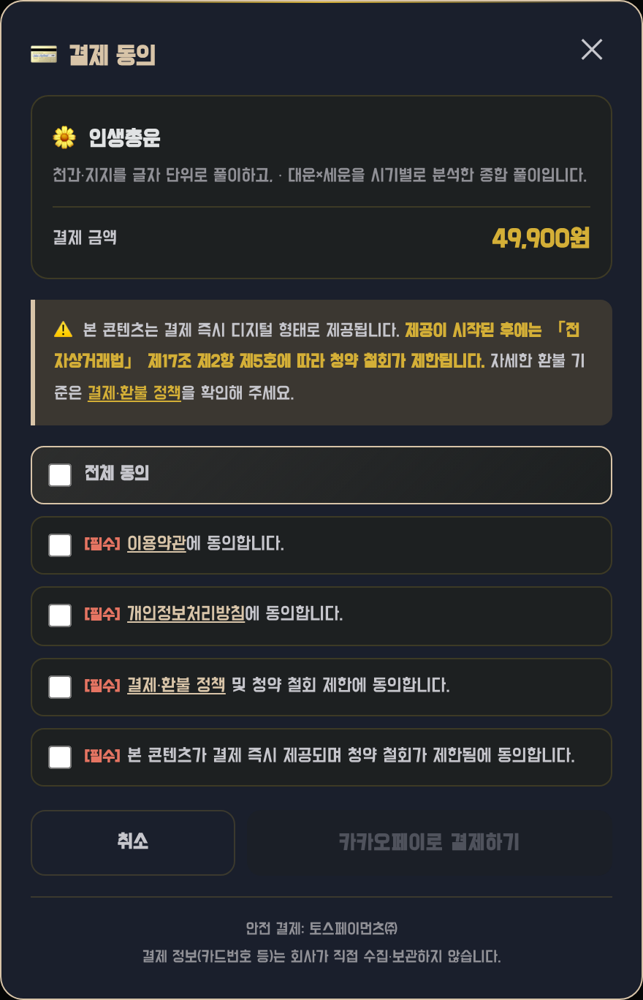 결제 동의
인생총운
천간·지지를 글자 단위로 풀이하고, · 대운×세운을 시기별로 분석한 종합 풀이입니다.
결제 금액 49,900원
본 콘텐츠는 결제 즉시 디지털 형태로 제공됩니다. 제공이 시작된 후에는 「전
자상거래법」 제17조 제2항 제5호에 따라 청약 철회가 제한됩니다. 자세한 환불 기
준은 결제·환불 정책을 확인해 주세요.
전체 동의
[필수] 이용약관에 동의합니다.
[필수] 개인정보처리방침에 동의합니다.
[필수] 결제·환불 정책 및 청약 철회 제한에 동의합니다.
[필수] 본 콘텐츠가 결제 즉시 제공되며 청약 철회가 제한됨에 동의합니다.
취소 카카오페이로 결제하기
안전 결제: 토스페이먼츠㈜
결제 정보(카드번호 등)는 회사가 직접 수집·보관하지 않습니다.